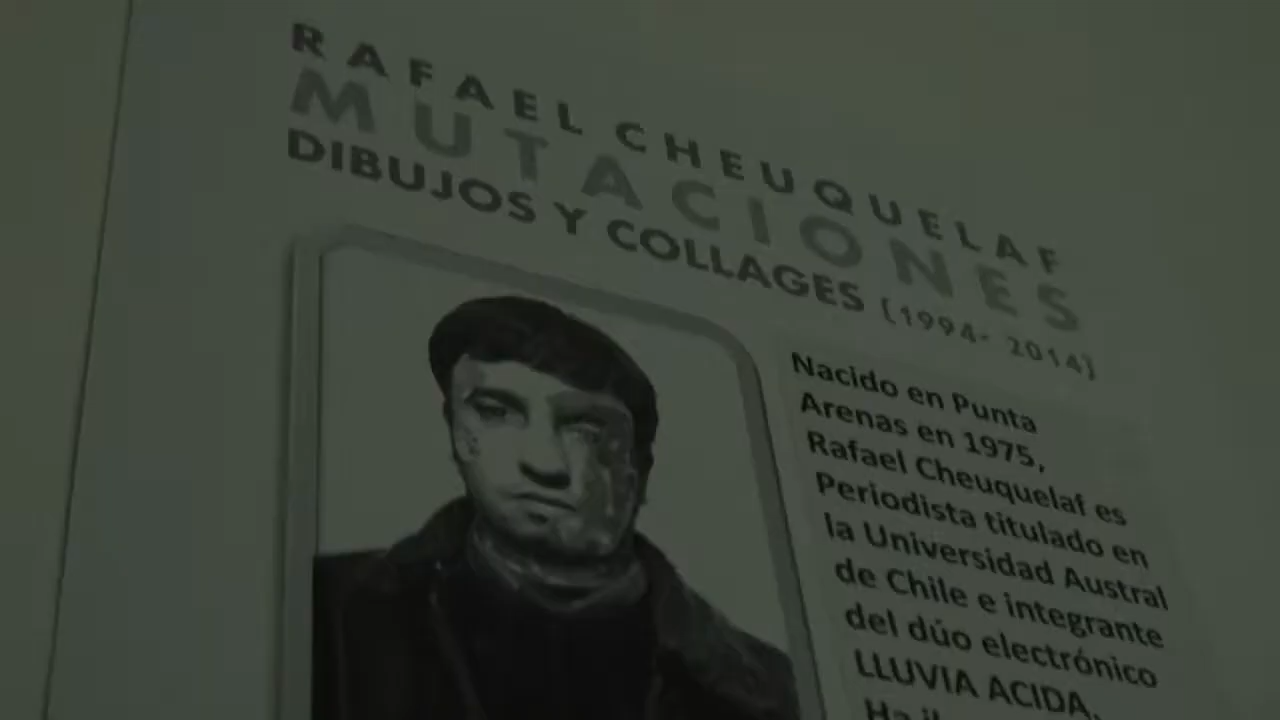 RAFAEL CHEUQUELAF
MUTACIONES
DIBUJOS Y COLLAGES (1994- 2014)
Nacido en Punta
Arenas en 1975,
Rafael Cheuquelaf es
Periodista titulado en
la Universidad Austral
de Chile e integrante
del dúo electrónico
LLUVIA ACIDA.
Ha